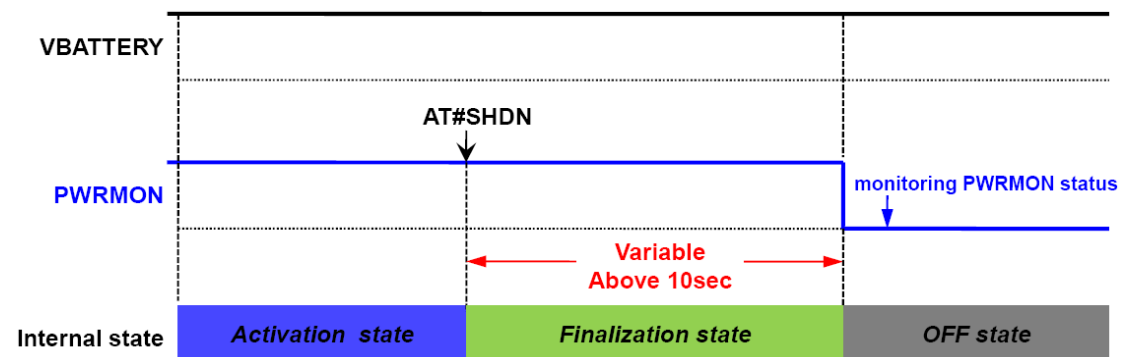 VBATTERY
AT#SHDN
PWRMON
monitoring PWRMON status
Variable
Above 10sec
Internal state
Activation state
Finalization state
OFF state